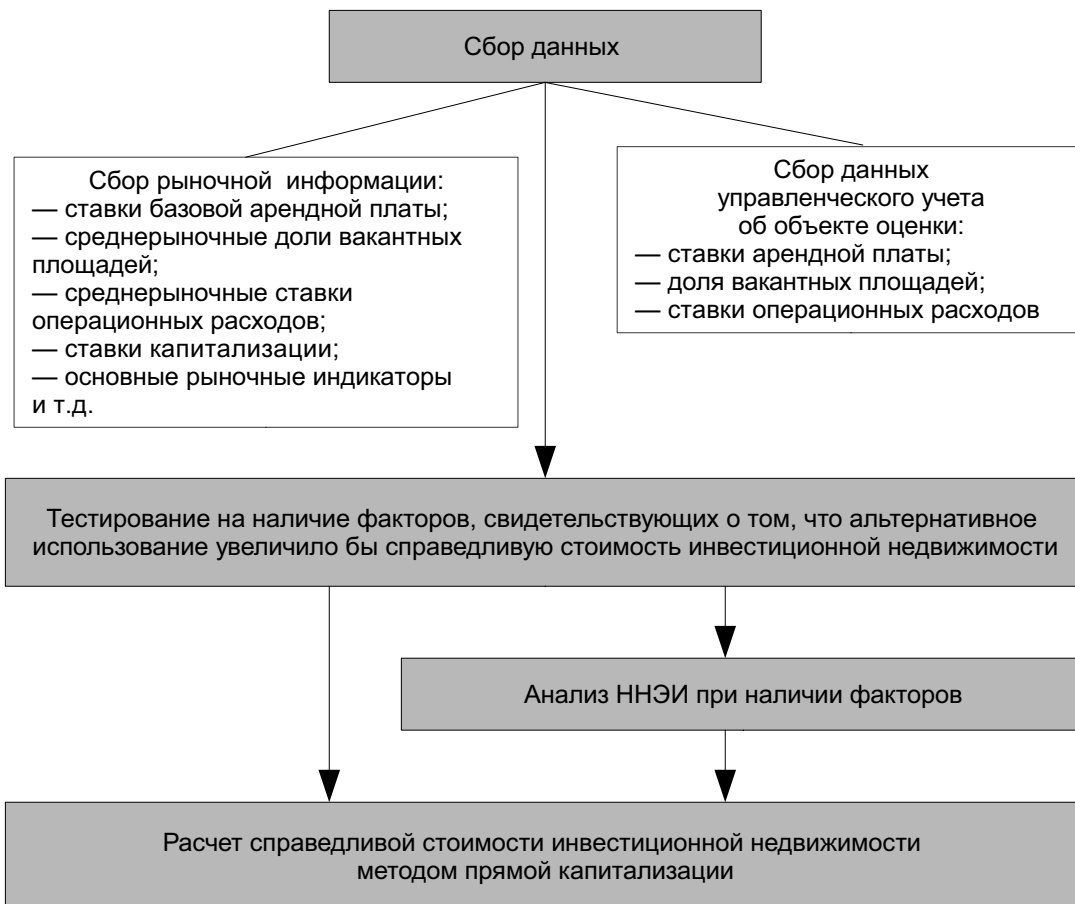 Сбор данных
Сбор рыночной информации:
— ставки базовой арендной платы;
— среднерыночные доли вакантных
площадей;
— среднерыночные ставки
операционных расходов;
— ставки капитализации;
— основные рыночные индикаторы
и т.д.
Сбор данных
управленческого учета
об объекте оценки:
— ставки арендной платы;
— доля вакантных площадей;
— ставки операционных расходов
Тестирование на наличие факторов, свидетельствующих о том, что альтернативное
использование увеличило бы справедливую стоимость инвестиционной недвижимости
Анализ ННЭИ при наличии факторов
Расчет справедливой стоимости инвестиционной недвижимости
методом прямой капитализации